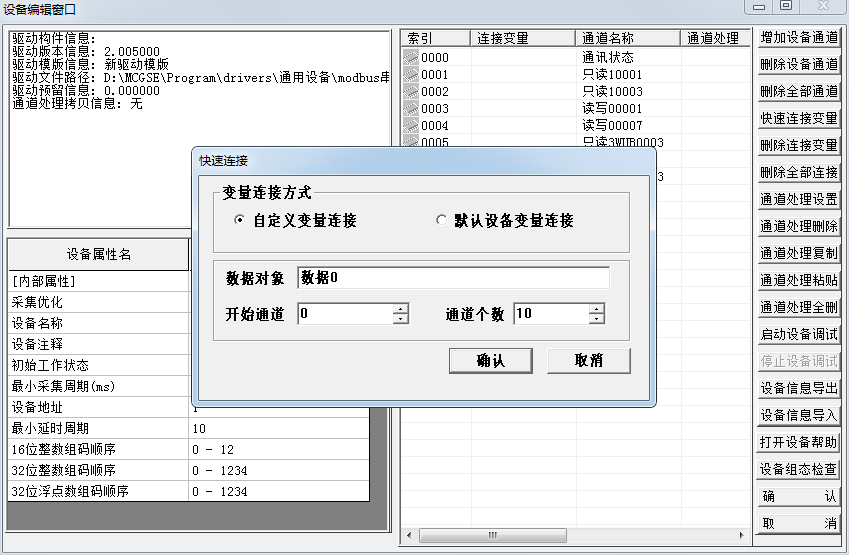 设备编辑窗口
驱动构件信息:
驱动版本信息: 2.005000
驱动模版信息: 新驱动模版
驱动文件路径: D:\MCGSE\Program\drivers\通用设备\modbus串
驱动预留信息: 0.000000
通道处理拷贝信息: 无
索引 连接变量 通道名称 通道处理
0000 通讯状态
0001 只读10001
0002 只读10003
0003 读写00001
0004 读写00007
0005 只读3WUB0003
3
增加设备通道
删除设备通道
删除全部通道
快速连接变量
删除连接变量
删除全部连接
通道处理设置
通道处理删除
通道处理复制
通道处理粘贴
通道处理全删
启动设备调试
停止设备调试
设备信息导出
设备信息导入
打开设备帮助
设备组态检查
确 认
取 消
快速连接
变量连接方式
自定义变量连接 默认设备变量连接
数据对象 数据0
开始通道 0 通道个数 10
确认 取消
设备属性名
[内部属性]
采集优化
设备名称
设备注释
初始工作状态
最小采集周期(ms)
设备地址 1
最小延时周期 10
16位整数组码顺序 0 - 12
32位整数组码顺序 0 - 1234
32位浮点数组码顺序 0 - 1234